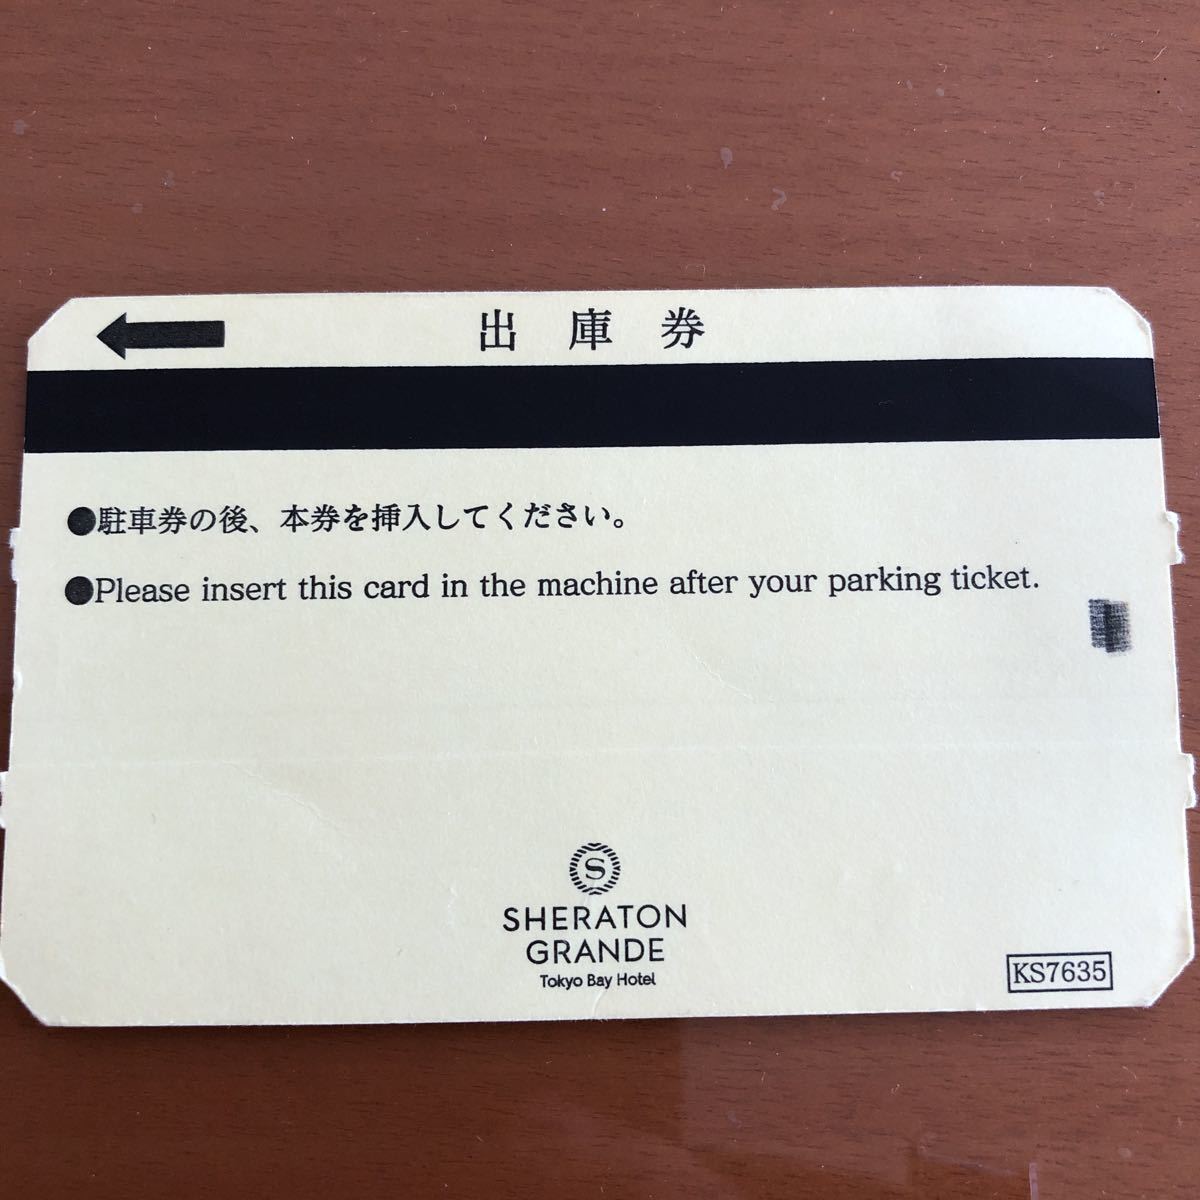 出庫券
●駐車券の後、本券を挿入してください。
●Please insert this card in the machine after your parking ticket.
S
SHERATON
GRANDE
Tokyo Bay Hotel
KS7635